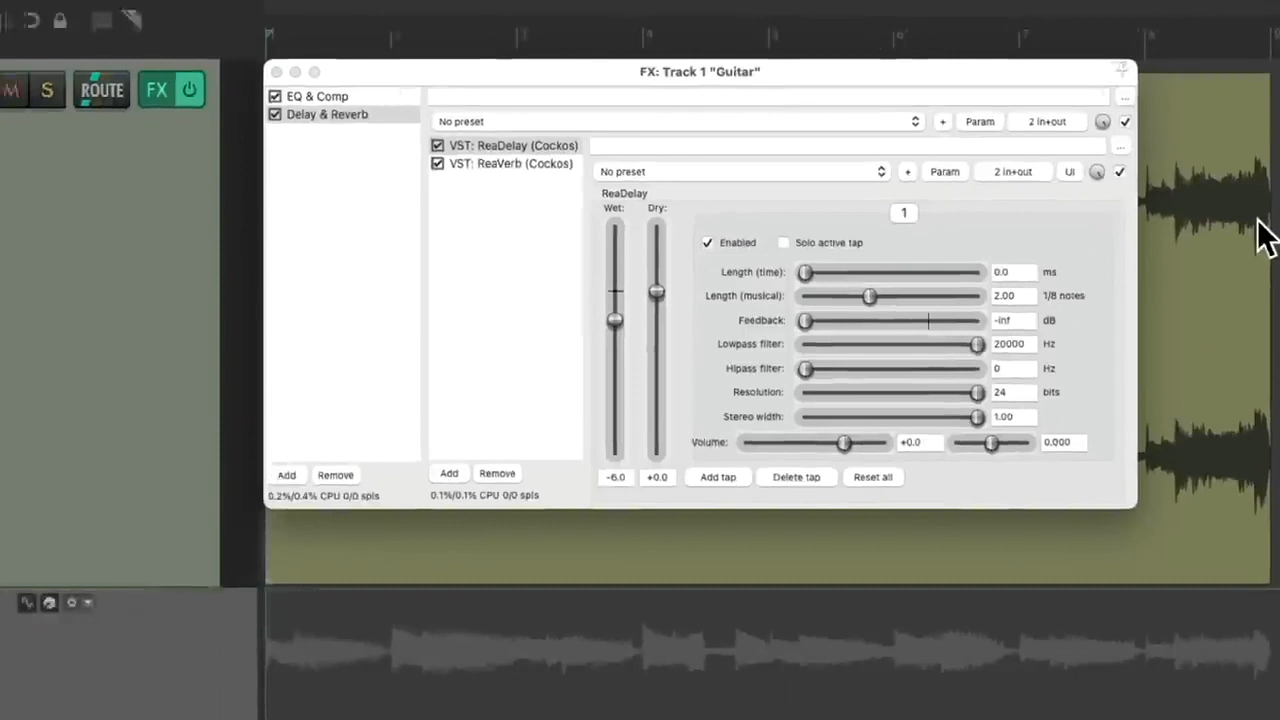 M S ROUTE FX
FX: Track 1 "Guitar"
EQ & Comp
Delay & Reverb
...
No preset + Param 2 in+out
VST: ReaDelay (Cockos)
VST: ReaVerb (Cockos)
...
No preset + Param 2 in+out UI
ReaDelay
Wet: Dry:
1
Enabled Solo active tap
Length (time): 0.0 ms
Length (musical): 2.00 1/8 notes
Feedback: -inf dB
Lowpass filter: 20000 Hz
Hipass filter: 0 Hz
Resolution: 24 bits
Stereo width: 1.00
Volume: +0.0 0.000
Add Remove
Add Remove
-6.0 +0.0 Add tap Delete tap Reset all
0.2%/0.4% CPU 0/0 spls
0.1%/0.1% CPU 0/0 spls